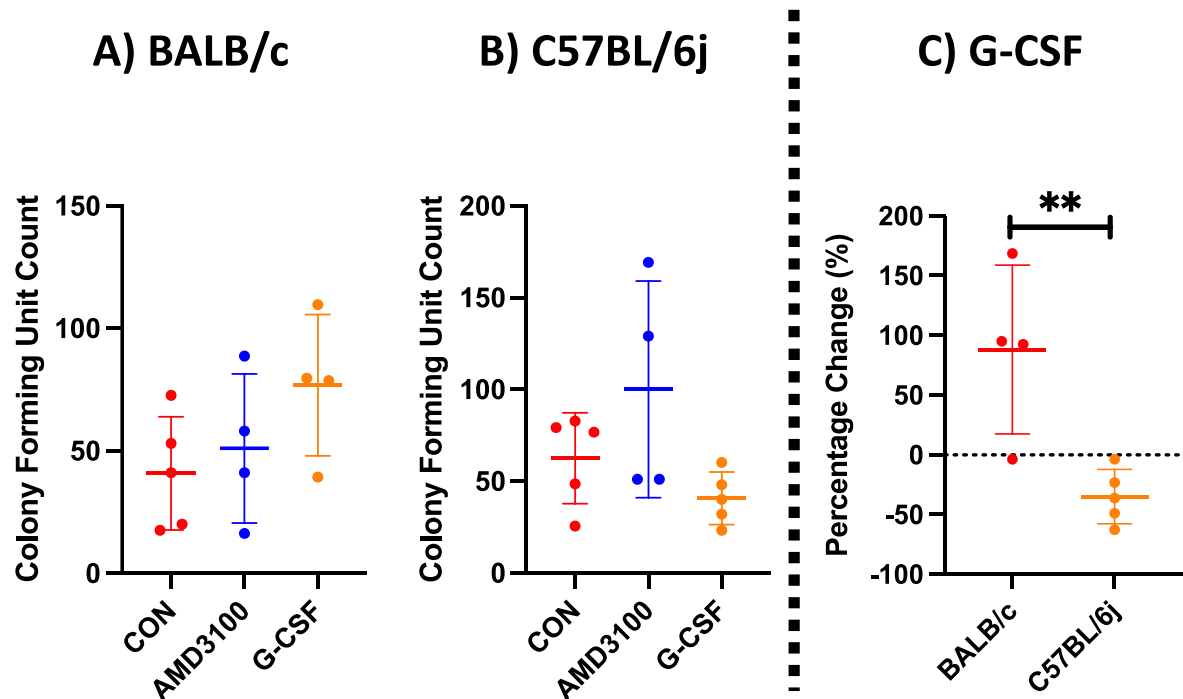 A) BALB/c
B) C57BL/6j
C) G-CSF
Colony Forming Unit Count
150
100
50
0
CON
AMD3100
G-CSF
Colony Forming Unit Count
200
150
100
50
0
CON
AMD3100
G-CSF
Percentage Change (%)
200
150
100
50
0
-50
-100
**
BALB/c
C57BL/6j